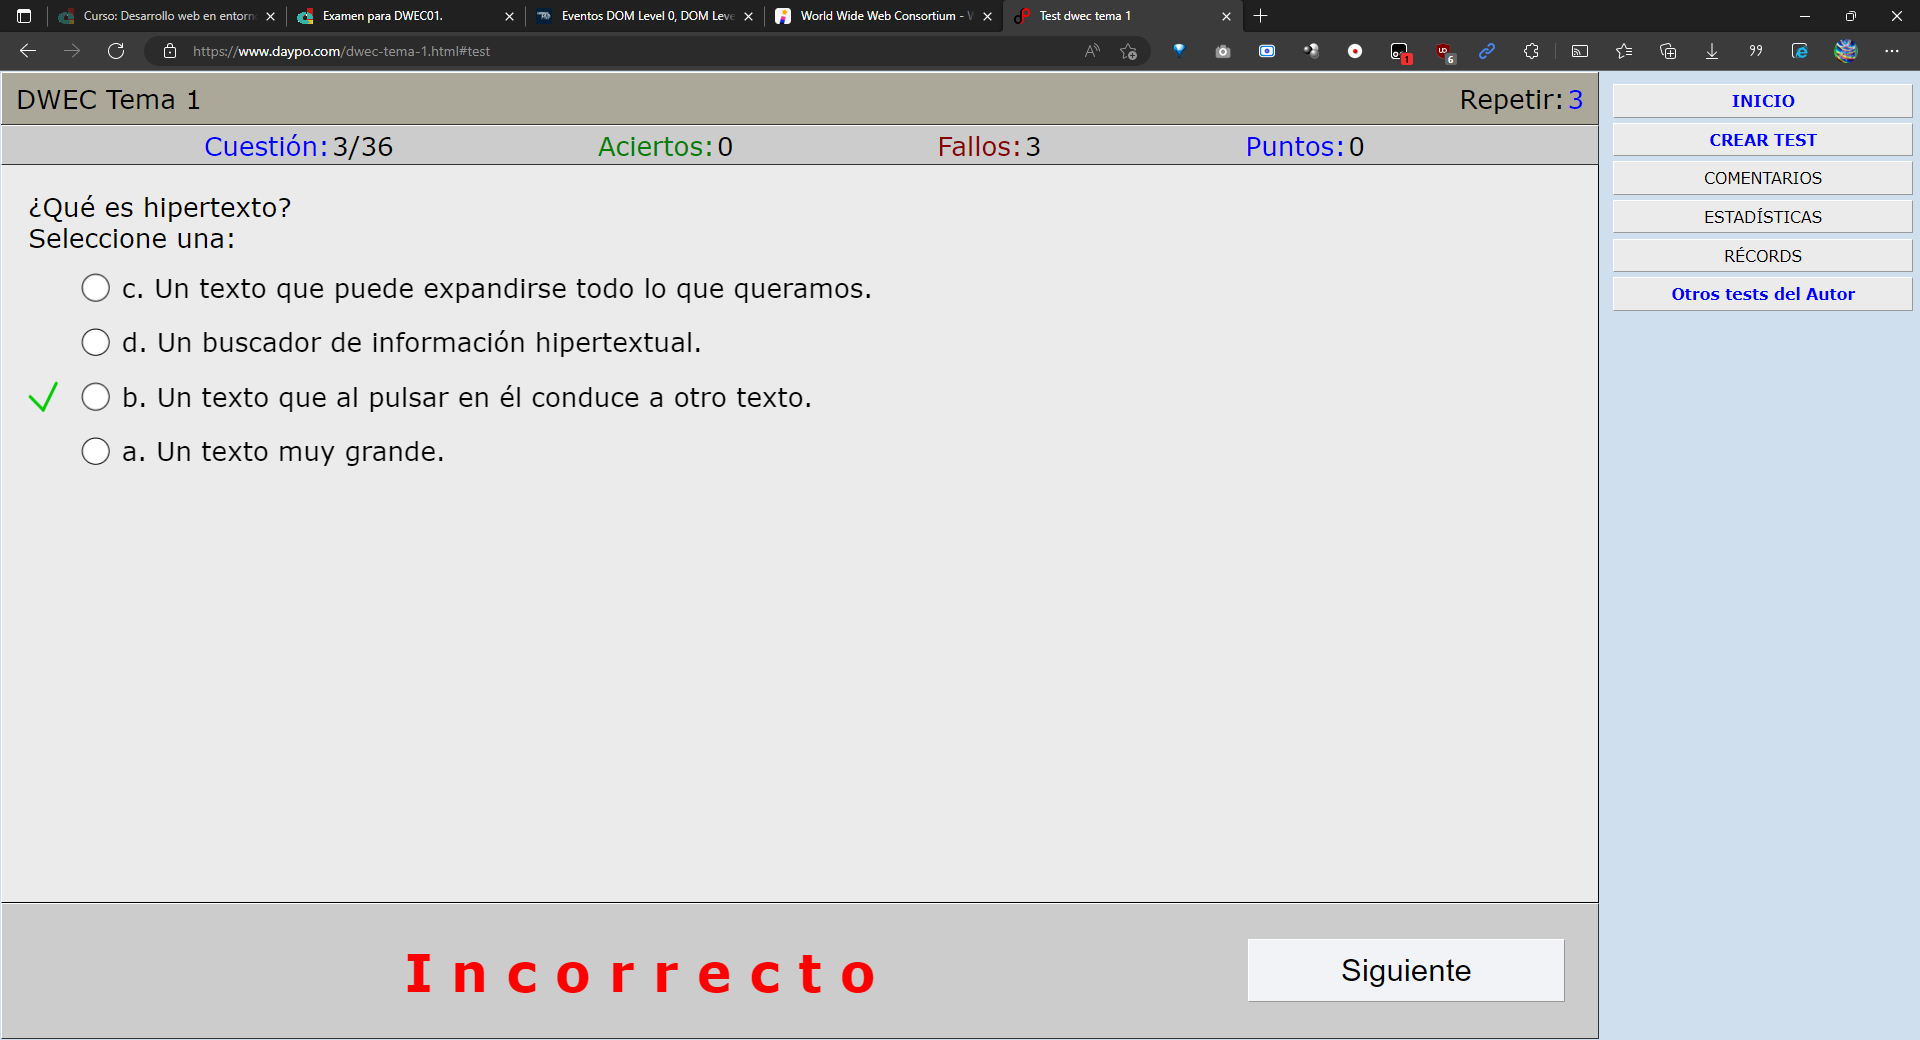 Curso: Desarrollo web en entorn
Examen para DWEC01.
Eventos DOM Level 0, DOM Leve
World Wide Web Consortium - W
Test dwec tema 1
https://www.daypo.com/dwec-tema-1.html#test
1
6
DWEC Tema 1
Repetir: 3
Cuestión: 3/36
Aciertos: 0
Fallos: 3
Puntos: 0
¿Qué es hipertexto?
Seleccione una:
c. Un texto que puede expandirse todo lo que queramos.
d. Un buscador de información hipertextual.
b. Un texto que al pulsar en él conduce a otro texto.
a. Un texto muy grande.
Incorrecto
Siguiente
INICIO
CREAR TEST
COMENTARIOS
ESTADÍSTICAS
RÉCORDS
Otros tests del Autor